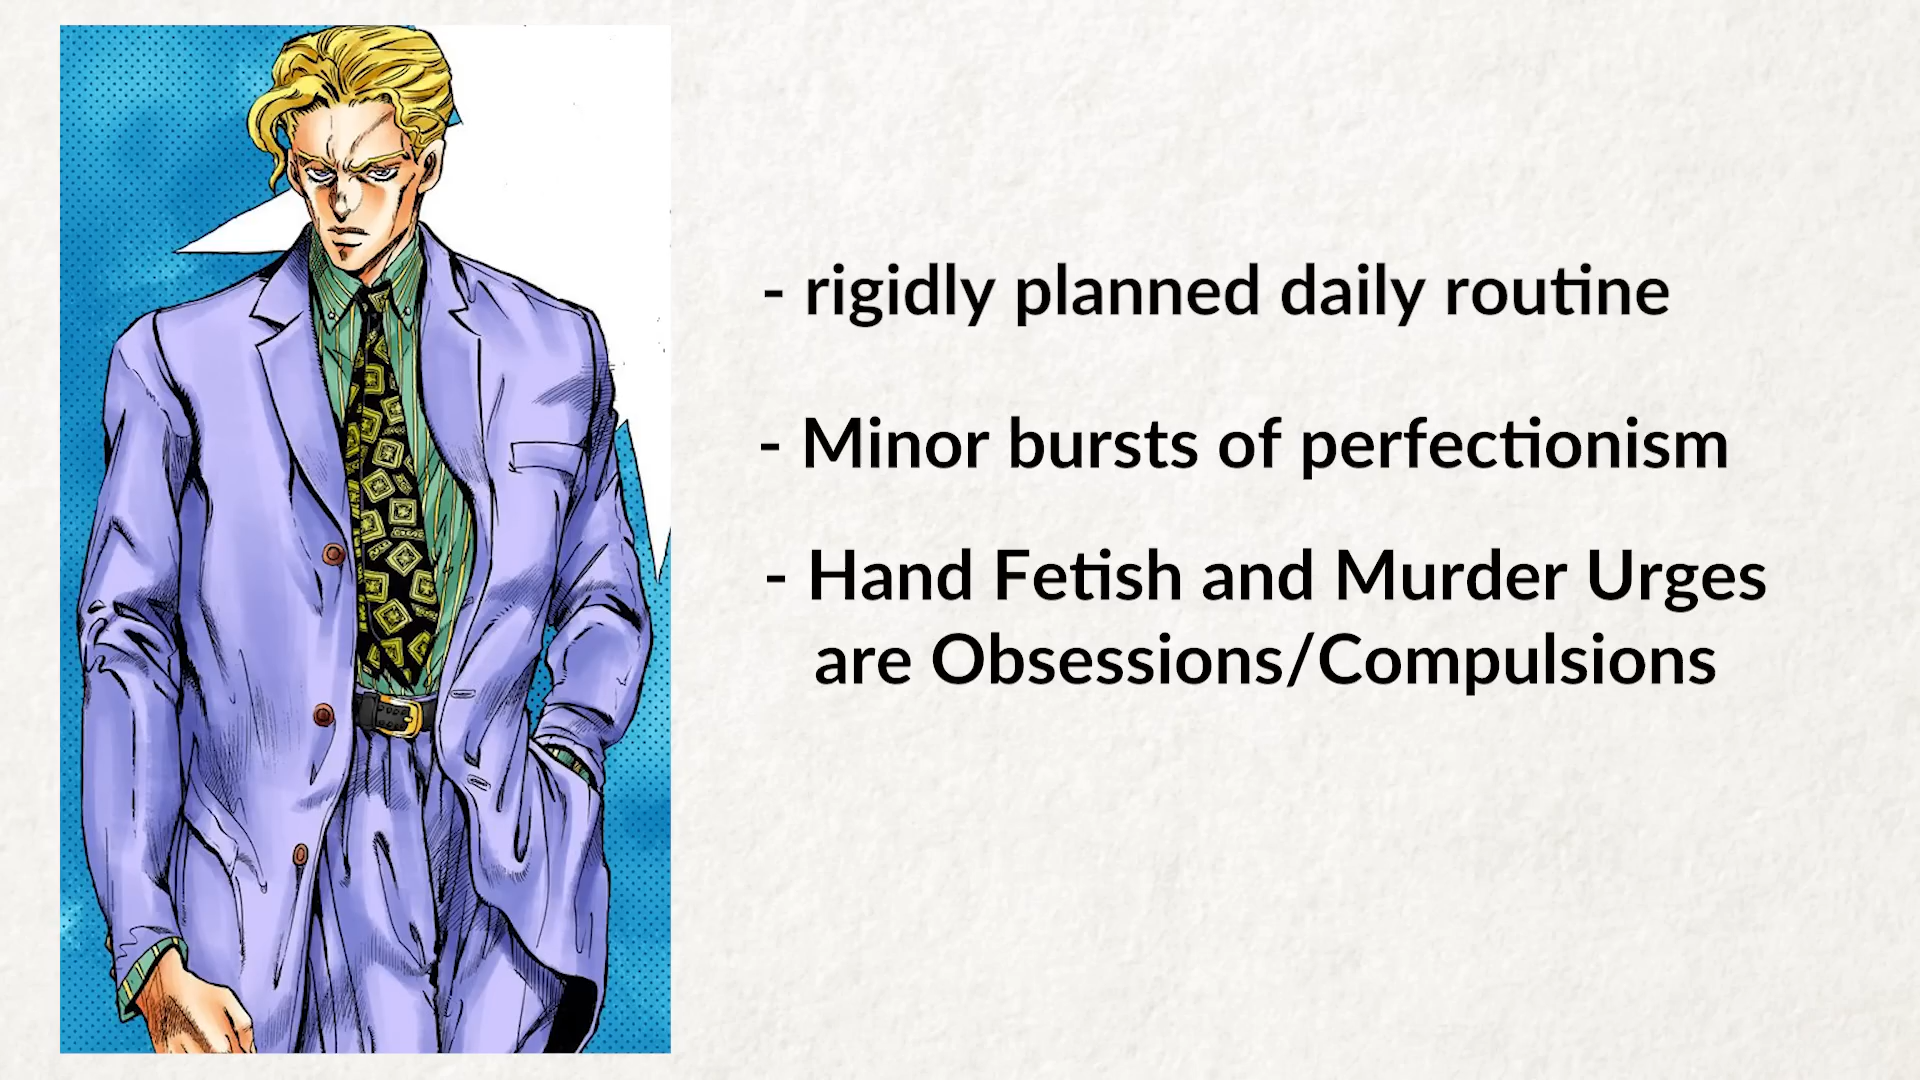 - rigidly planned daily routine
- Minor bursts of perfectionism
- Hand Fetish and Murder Urges
are Obsessions/Compulsions